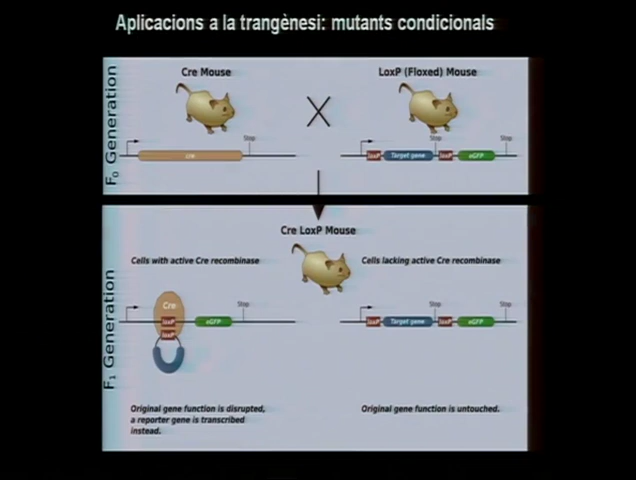 Aplicacions a la trangènesi: mutants condicionals
F0 Generation
Cre Mouse
LoxP (Floxed) Mouse
Stop
cre
Stop
Stop
loxP
Target gene
loxP
eGFP
F1 Generation
Cre LoxP Mouse
Cells with active Cre recombinase
Cells lacking active Cre recombinase
Cre
loxP
loxP
eGFP
Stop
Stop
Stop
loxP
Target gene
loxP
eGFP
Original gene function is disrupted,
a reporter gene is transcribed
instead.
Original gene function is untouched.